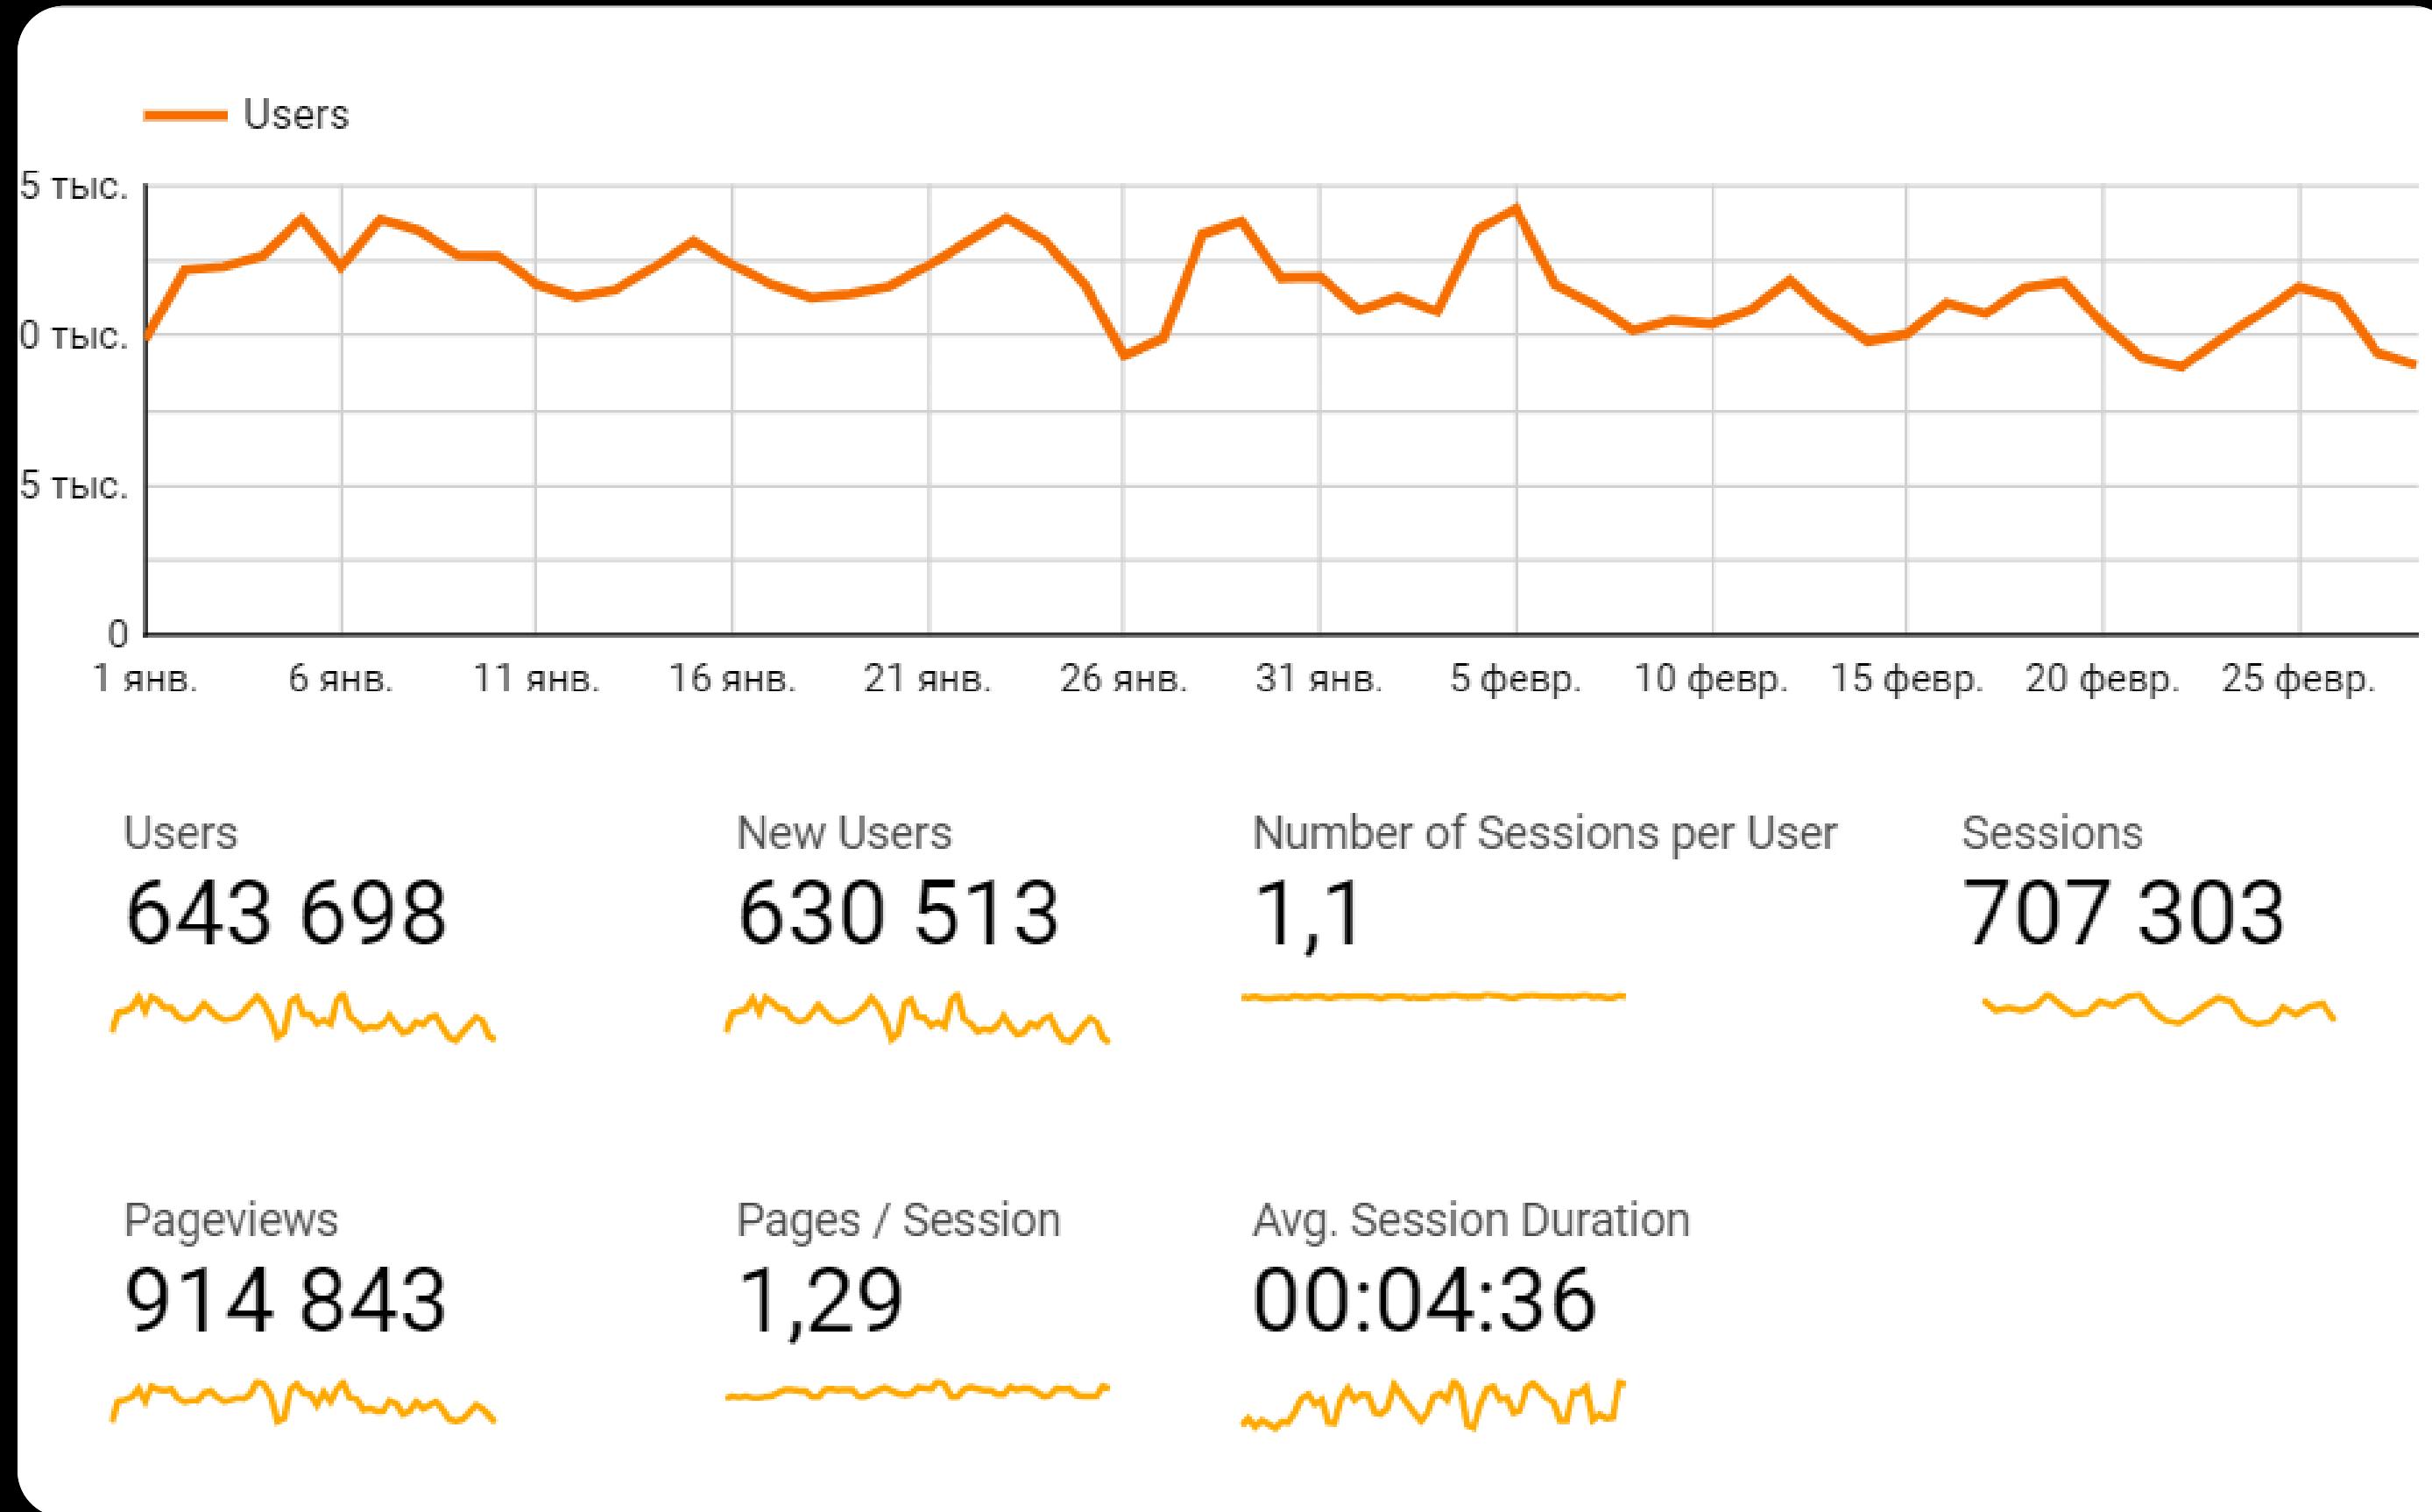 Users
5 тыс.
0 тыс.
5 тыс.
0
1 янв. 6 янв. 11 янв. 16 янв. 21 янв. 26 янв. 31 янв. 5 февр. 10 февр. 15 февр. 20 февр. 25 февр.
Users New Users Number of Sessions per User Sessions
643 698 630 513 1,1 707 303
Pageviews Pages / Session Avg. Session Duration
914 843 1,29 00:04:36